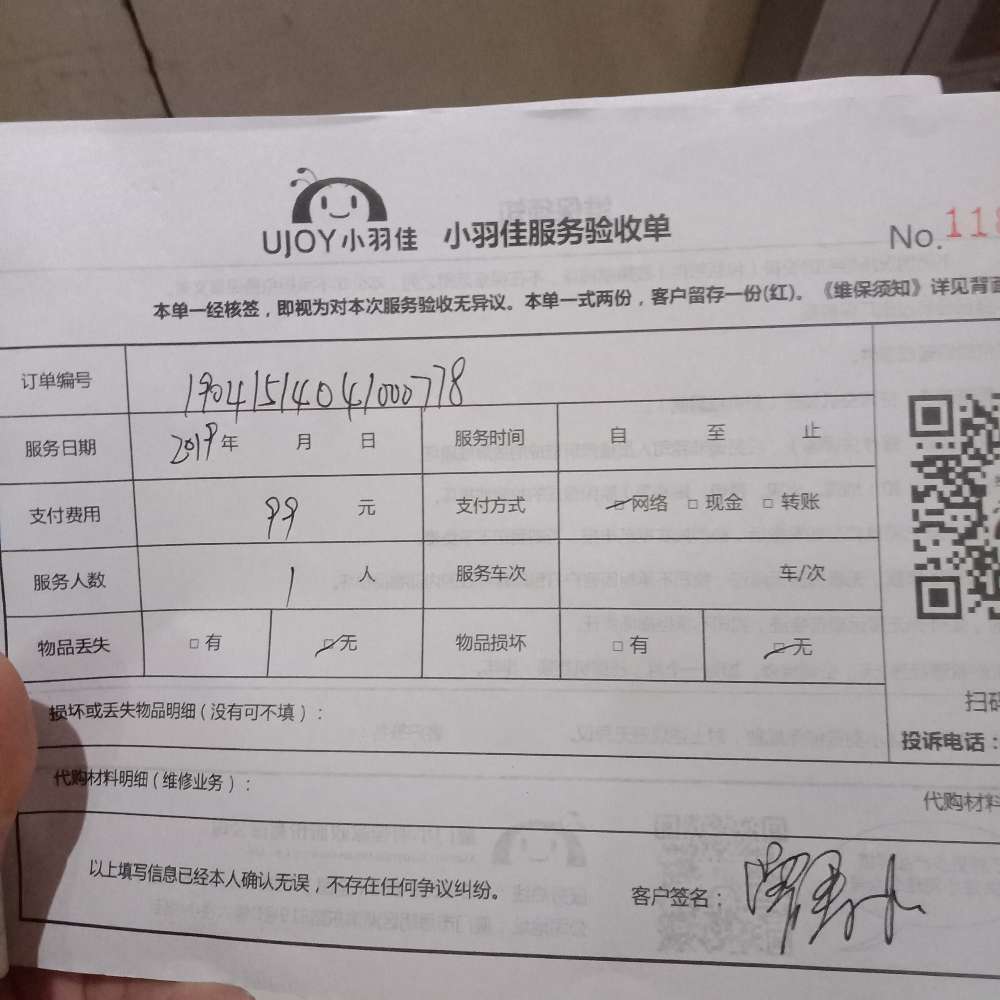 UJOY小羽佳 小羽佳服务验收单
No. 118
本单一经核签，即视为对本次服务验收无异议。本单一式两份，客户留存一份(红)。《维保须知》详见背面
订单编号 19041514041000778
服务日期 2019年 月 日 服务时间 自 至 止
支付费用 99 元 支付方式 □网络 □现金 □转账
服务人数 1 人 服务车次 车/次
物品丢失 □有 □无 物品损坏 □有 □无
扫码
损坏或丢失物品明细（没有可不填）：
投诉电话：
代购材料明细（维修业务）：
代购材料
以上填写信息已经本人确认无误，不存在任何争议纠纷。 客户签名：